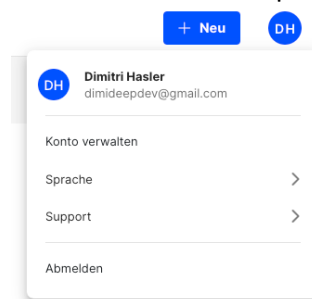 + Neu
DH
DH
Dimitri Hasler
dimideepdev@gmail.com
Konto verwalten
Sprache
Support
Abmelden